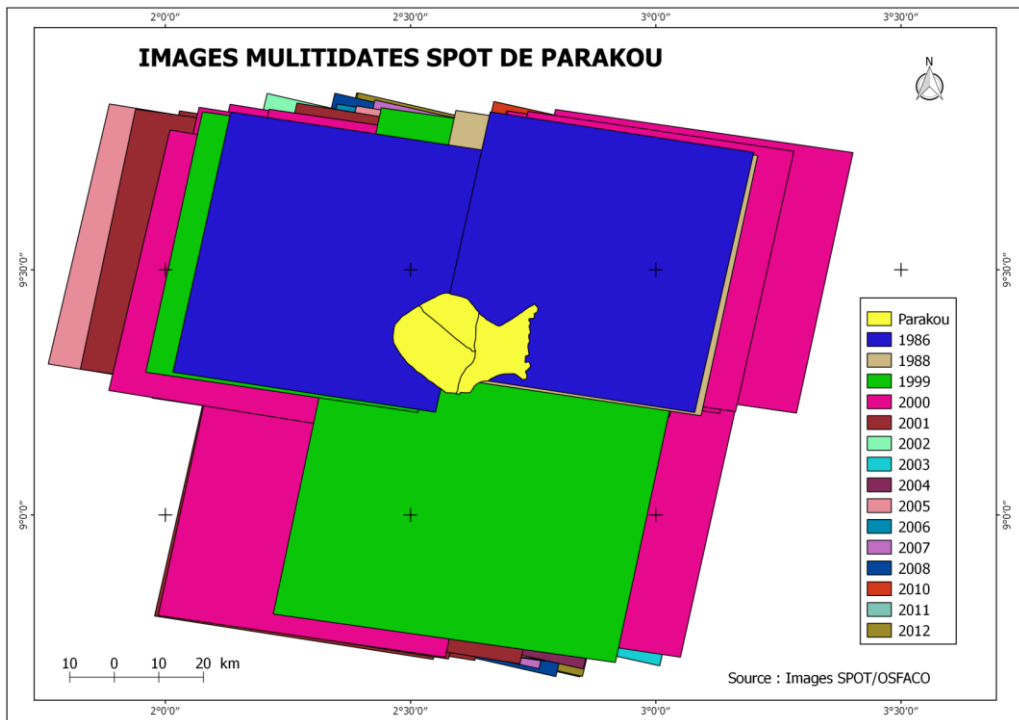 2°0'0" 2°30'0" 3°0'0" 3°30'0"
IMAGES MULITIDATES SPOT DE PARAKOU
N
9°30'0" 9°30'0"
Parakou
1986
1988
1999
2000
2001
2002
2003
2004
2005
2006
2007
2008
2010
2011
2012
9°0'0" 9°0'0"
10 0 10 20 km
Source : Images SPOT/OSFACO
2°0'0" 2°30'0" 3°0'0" 3°30'0"